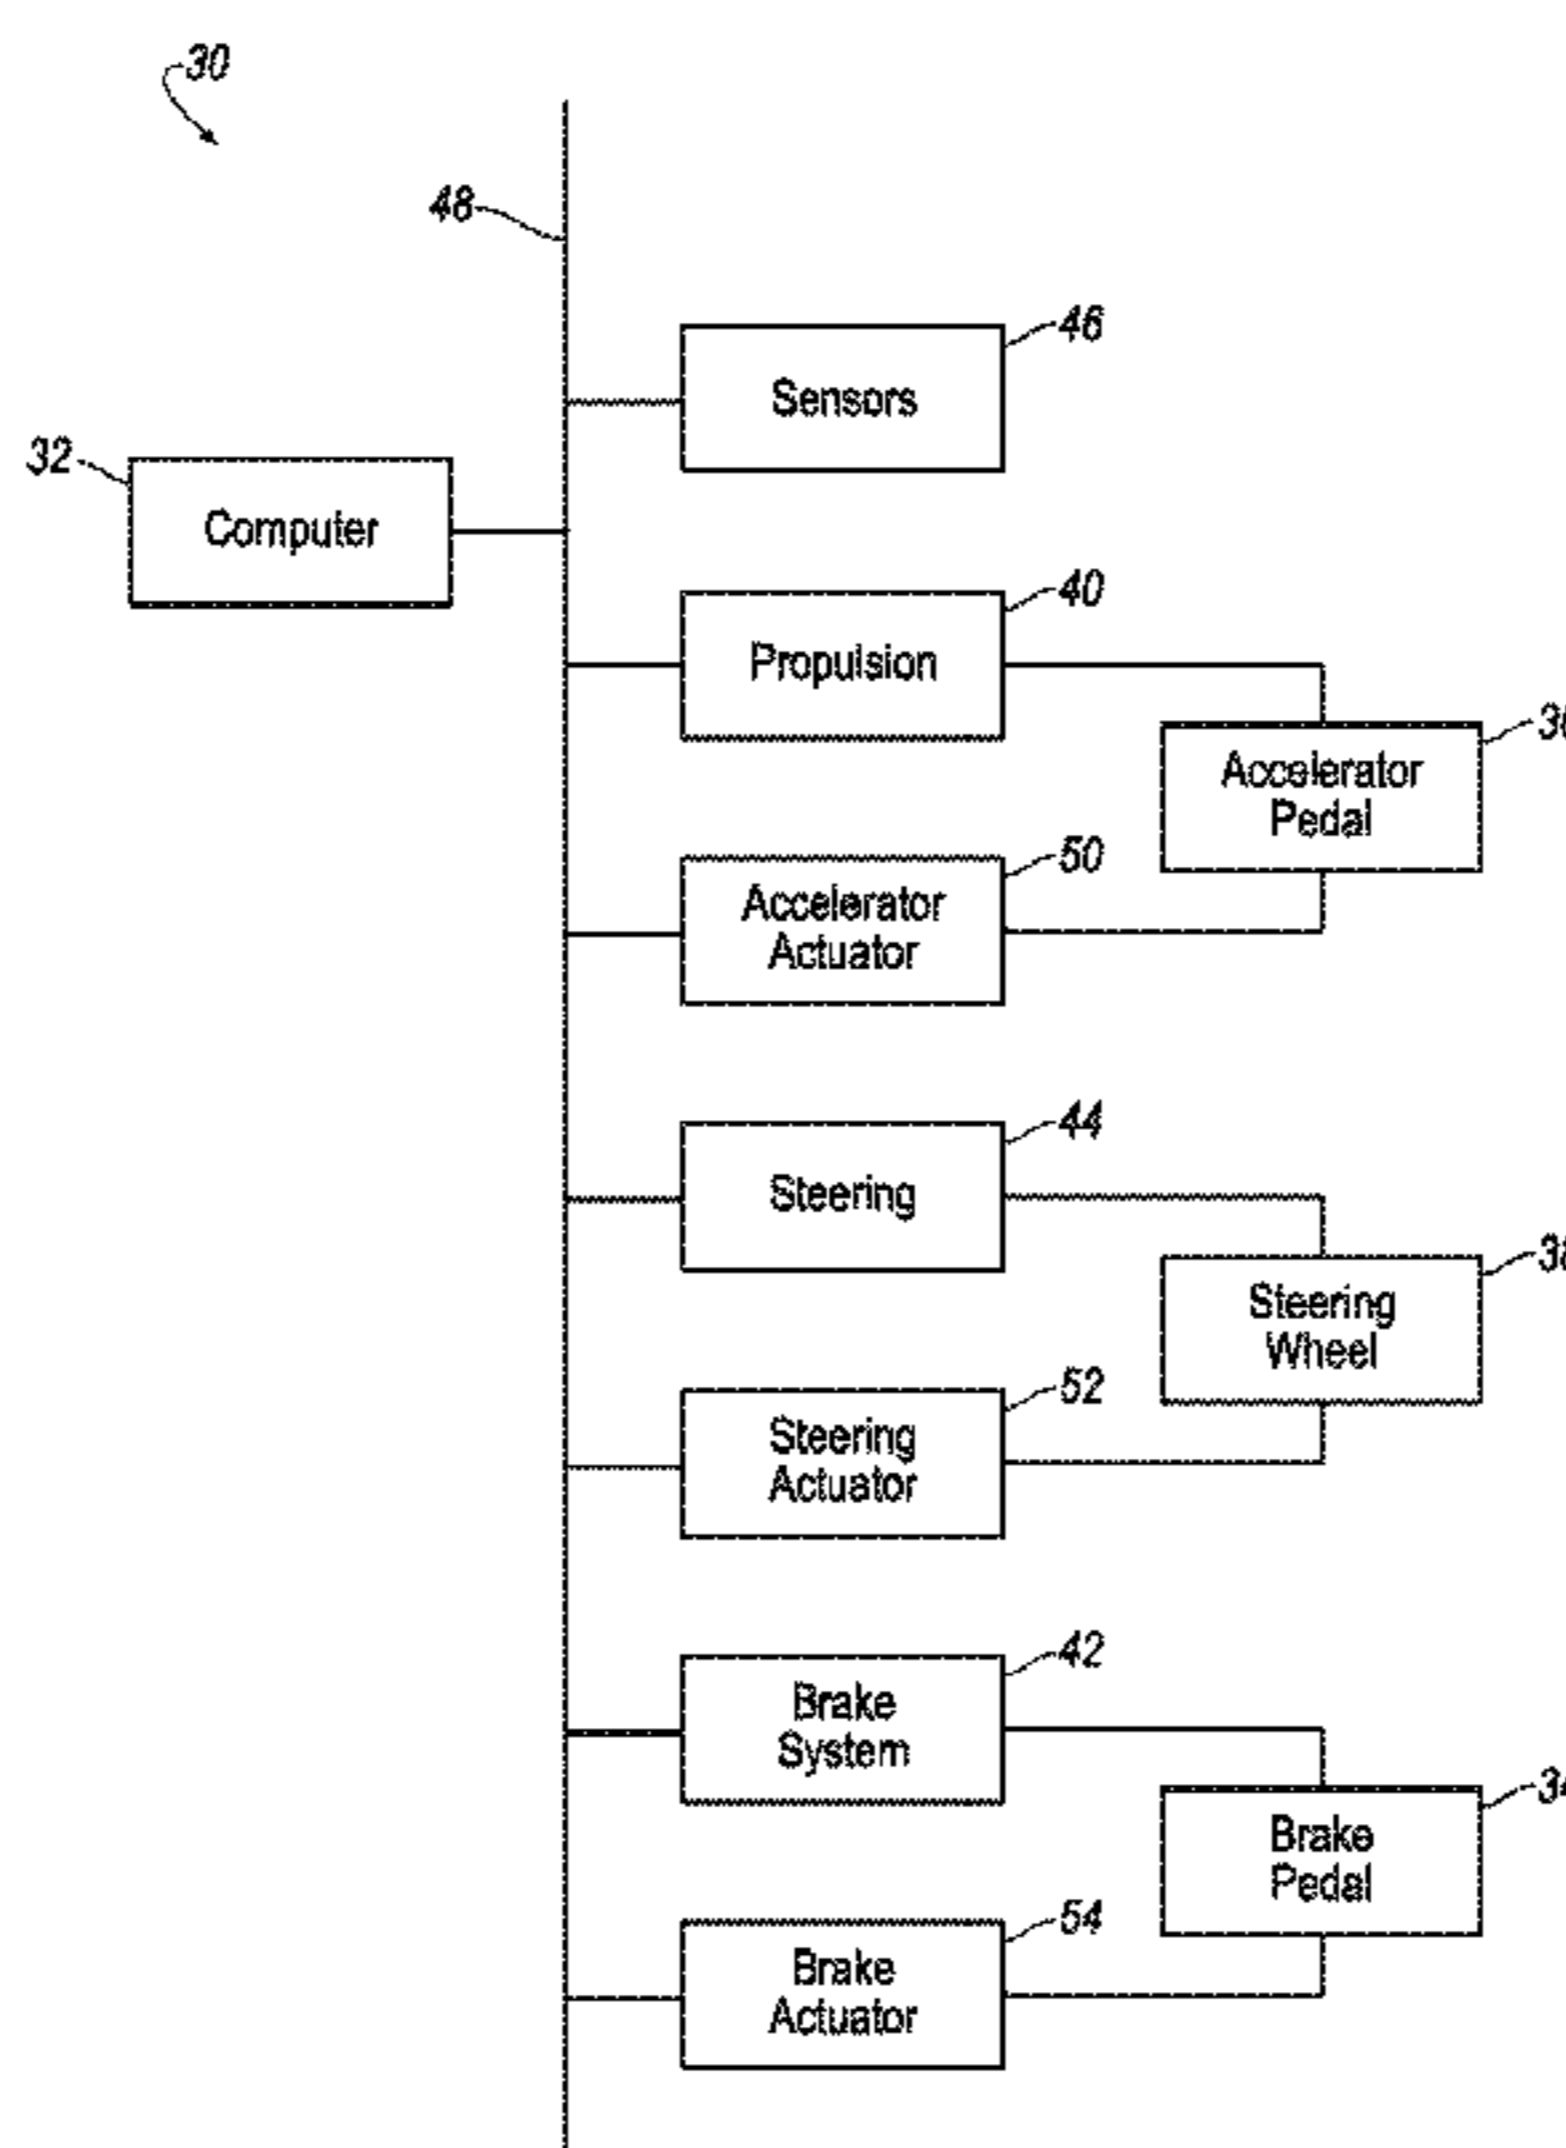 30
48
46
Sensors
32
Computer
40
Propulsion
Accelerator
Pedal
50
Accelerator
Actuator
44
Steering
Steering
Wheel
52
Steering
Actuator
42
Brake
System
Brake
Pedal
54
Brake
Actuator